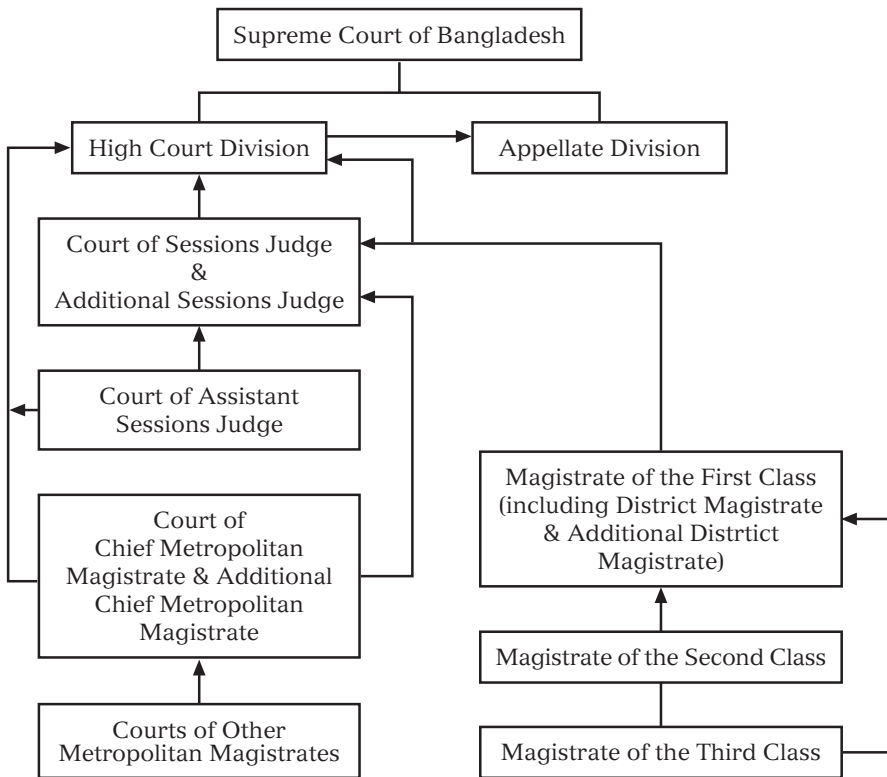 Supreme Court of Bangladesh
High Court Division
Appellate Division
Court of Sessions Judge
&
Additional Sessions Judge
Court of Assistant
Sessions Judge
Magistrate of the First Class
(including District Magistrate
& Additional Distrtict
Magistrate)
Court of
Chief Metropolitan
Magistrate & Additional
Chief Metropolitan
Magistrate
Magistrate of the Second Class
Courts of Other
Metropolitan Magistrates
Magistrate of the Third Class